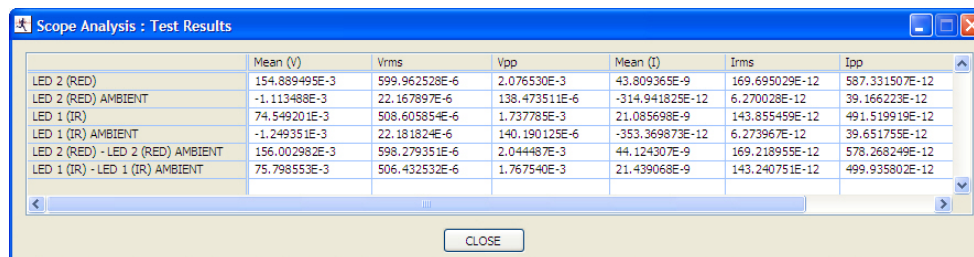 Scope Analysis : Test Results
Mean (V) Vrms Vpp Mean (I) Irms Ipp
LED 2 (RED) 154.889495E-3 599.962528E-6 2.076530E-3 43.809365E-9 169.695029E-12 587.331507E-12
LED 2 (RED) AMBIENT -1.113488E-3 22.167897E-6 138.473511E-6 -314.941825E-12 6.270028E-12 39.166223E-12
LED 1 (IR) 74.549201E-3 508.605854E-6 1.737785E-3 21.085698E-9 143.855459E-12 491.519919E-12
LED 1 (IR) AMBIENT -1.249351E-3 22.181824E-6 140.190125E-6 -353.369873E-12 6.273967E-12 39.651755E-12
LED 2 (RED) - LED 2 (RED) AMBIENT 156.002982E-3 598.279351E-6 2.044487E-3 44.124307E-9 169.218955E-12 578.268249E-12
LED 1 (IR) - LED 1 (IR) AMBIENT 75.798553E-3 506.432532E-6 1.767540E-3 21.439068E-9 143.240751E-12 499.935802E-12
CLOSE